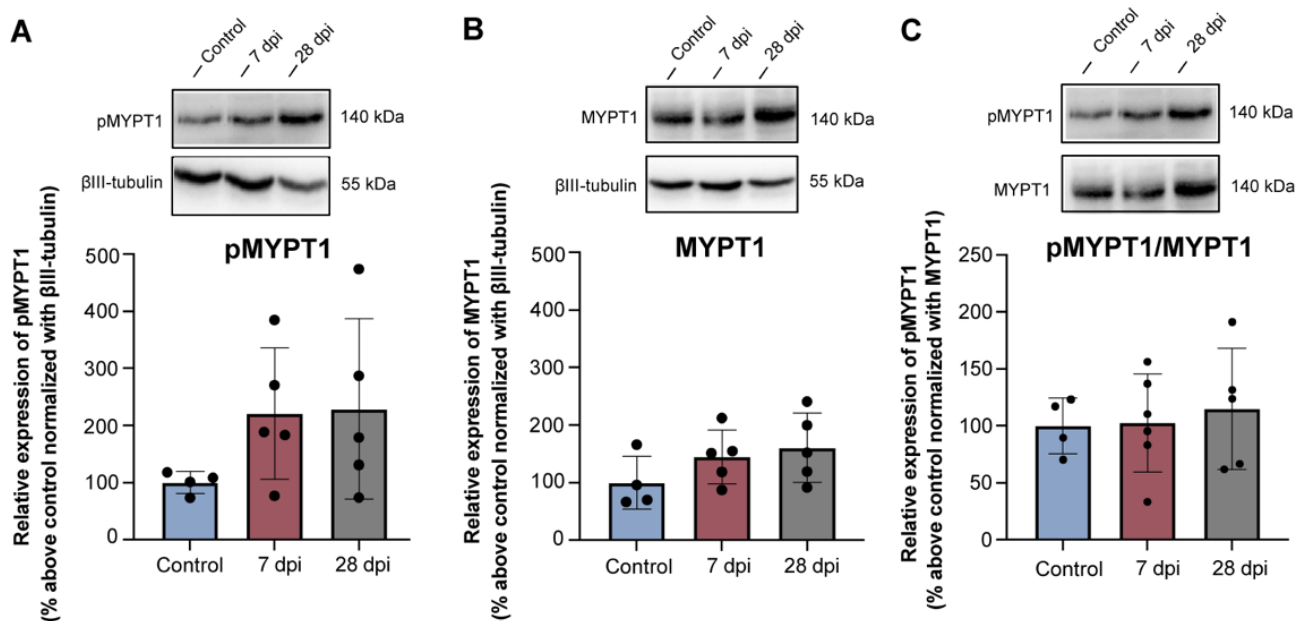 A
Control
7 dpi
28 dpi
pMYPT1
140 kDa
βIII-tubulin
55 kDa
pMYPT1
Relative expression of pMYPT1
(% above control normalized with βIII-tubulin)
500
400
300
200
100
0
Control
7 dpi
28 dpi
B
Control
7 dpi
28 dpi
MYPT1
140 kDa
βIII-tubulin
55 kDa
MYPT1
Relative expression of MYPT1
(% above control normalized with βIII-tubulin)
500
400
300
200
100
0
Control
7 dpi
28 dpi
C
Control
7 dpi
28 dpi
pMYPT1
140 kDa
MYPT1
140 kDa
pMYPT1/MYPT1
Relative expression of pMYPT1
(% above control normalized with MYPT1)
250
200
150
100
50
0
Control
7 dpi
28 dpi